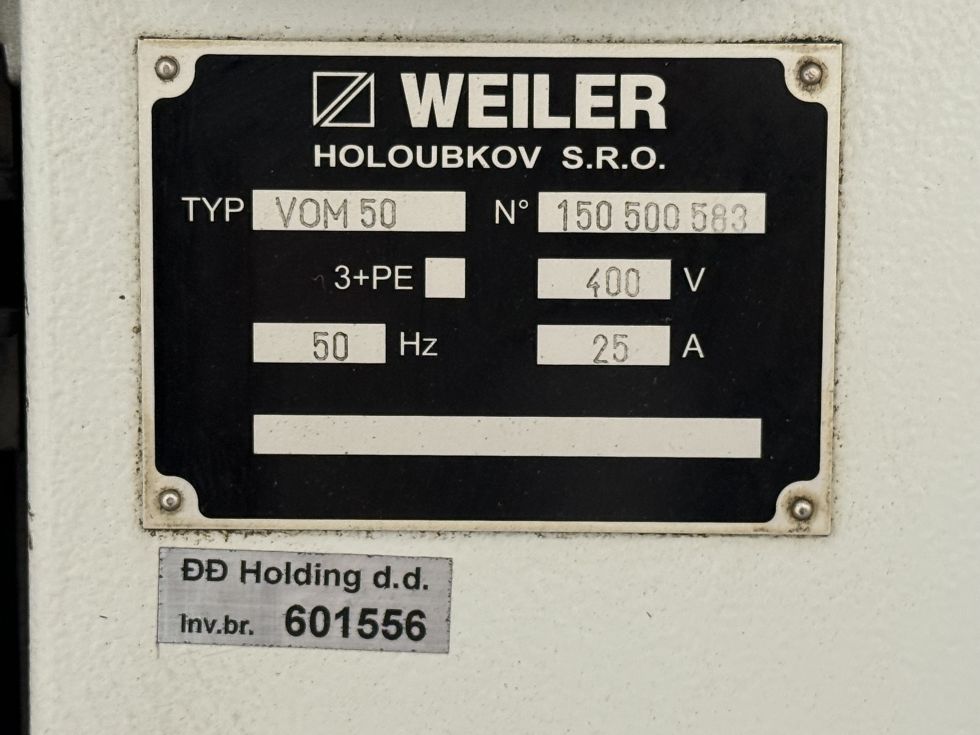 WEILER
HOLOUBKOV S.R.O.
TYP VOM 50 N° 150 500 583
3+PE 400 V
50 Hz 25 A
ĐĐ Holding d.d.
Inv.br. 601556